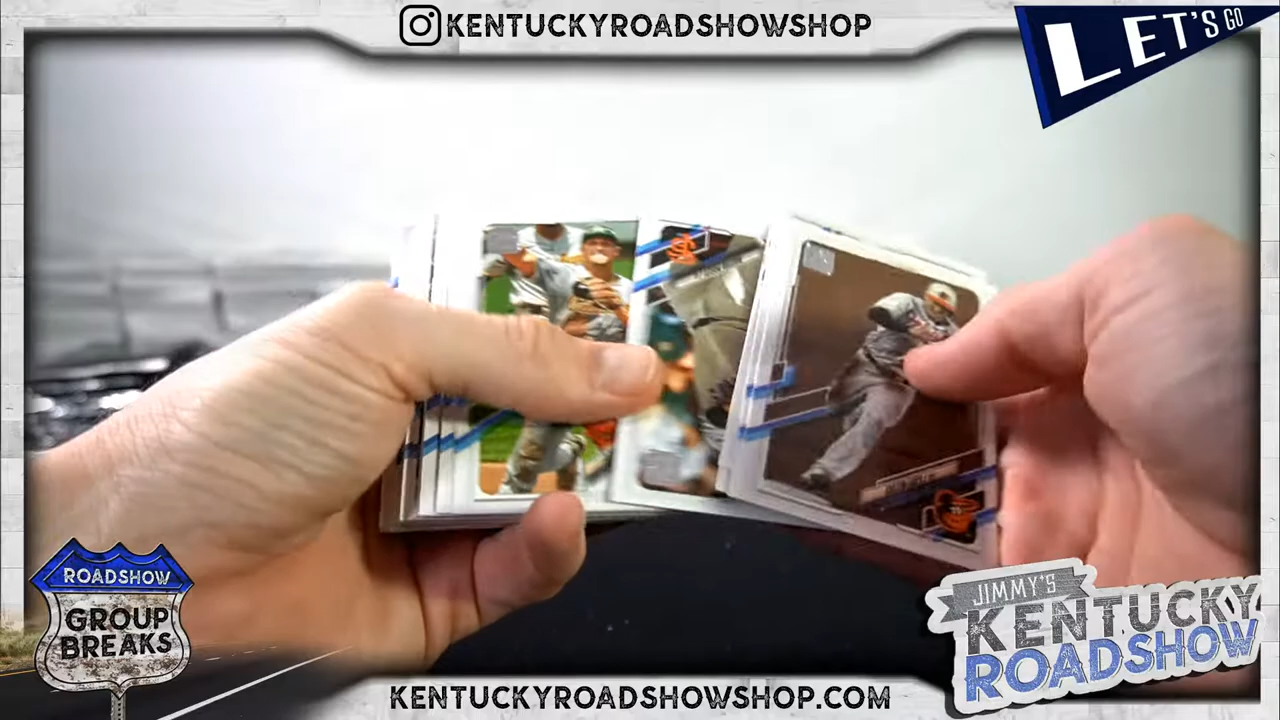 KENTUCKYROADSHOWSHOP
LET'S GO
ROADSHOW
GROUP
BREAKS
JIMMY'S
KENTUCKY
ROADSHOW
KENTUCKYROADSHOWSHOP.COM